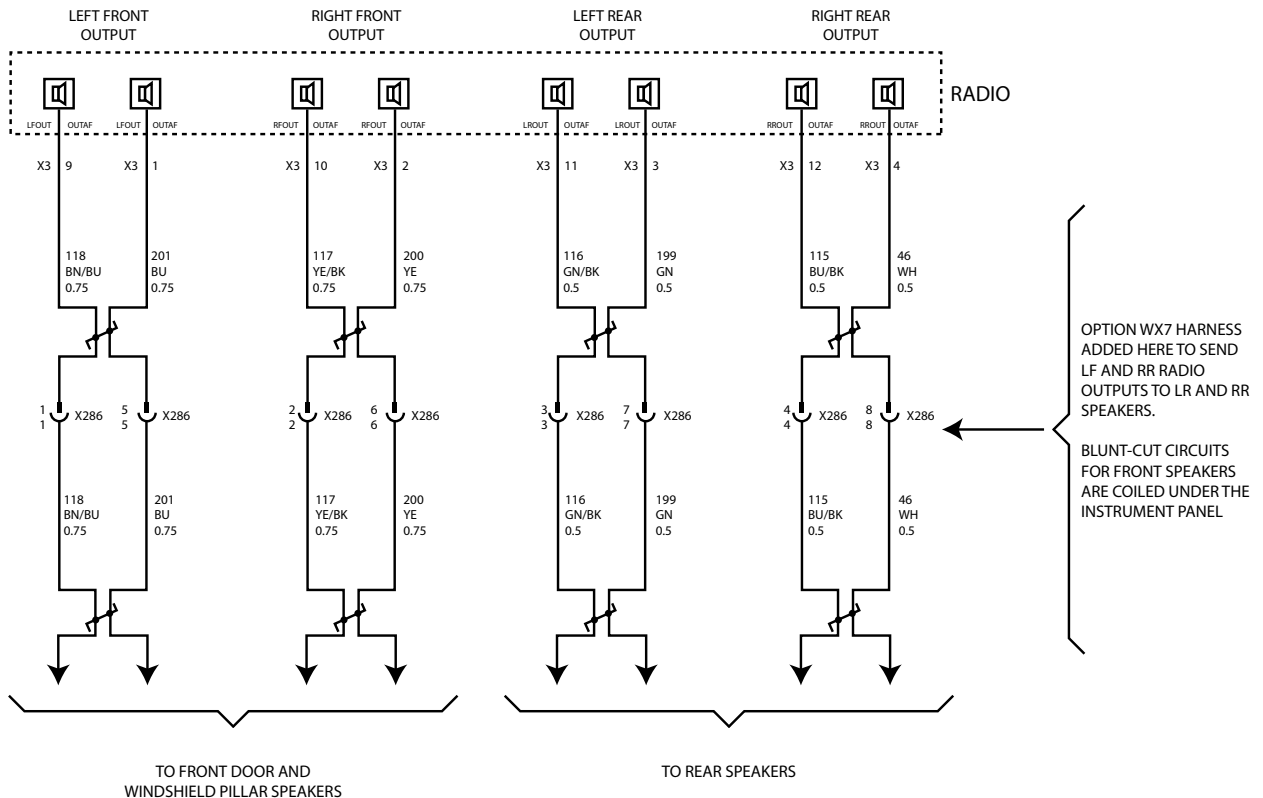 LEFT FRONT
OUTPUT
RIGHT FRONT
OUTPUT
LEFT REAR
OUTPUT
RIGHT REAR
OUTPUT
RADIO
LFOUT OUTAF LFOUT OUTAF RFOUT OUTAF RFOUT OUTAF LROUT OUTAF LROUT OUTAF RROUT OUTAF RROUT OUTAF
X3 9 X3 1 X3 10 X3 2 X3 11 X3 3 X3 12 X3 4
118
BN/BU
0.75
201
BU
0.75
117
YE/BK
0.75
200
YE
0.75
116
GN/BK
0.5
199
GN
0.5
115
BU/BK
0.5
46
WH
0.5
1 5 2 6 3 7 4 8
X286 X286 X286 X286 X286 X286 X286 X286
1 5 2 6 3 7 4 8
118
BN/BU
0.75
201
BU
0.75
117
YE/BK
0.75
200
YE
0.75
116
GN/BK
0.5
199
GN
0.5
115
BU/BK
0.5
46
WH
0.5
OPTION WX7 HARNESS
ADDED HERE TO SEND
LF AND RR RADIO
OUTPUTS TO LR AND RR
SPEAKERS.
BLUNT-CUT CIRCUITS
FOR FRONT SPEAKERS
ARE COILED UNDER THE
INSTRUMENT PANEL
TO FRONT DOOR AND
WINDSHIELD PILLAR SPEAKERS
TO REAR SPEAKERS